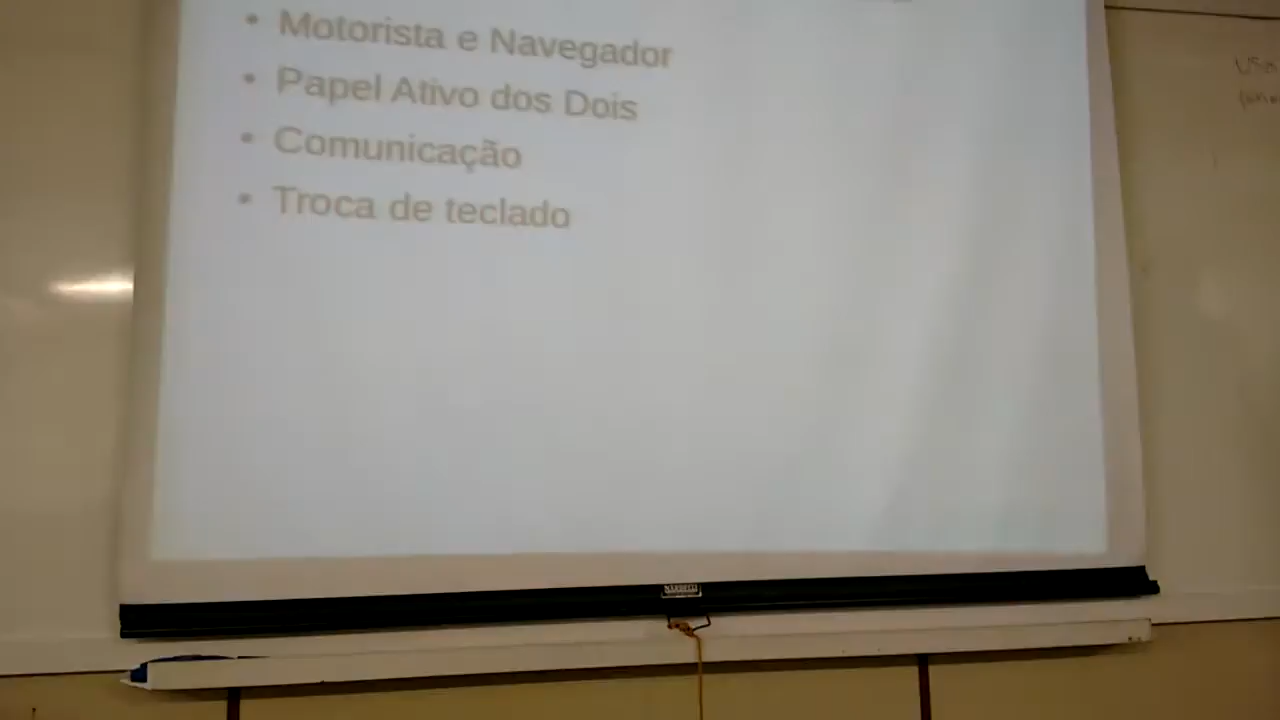 • Motorista e Navegador
• Papel Ativo dos Dois
• Comunicação
• Troca de teclado